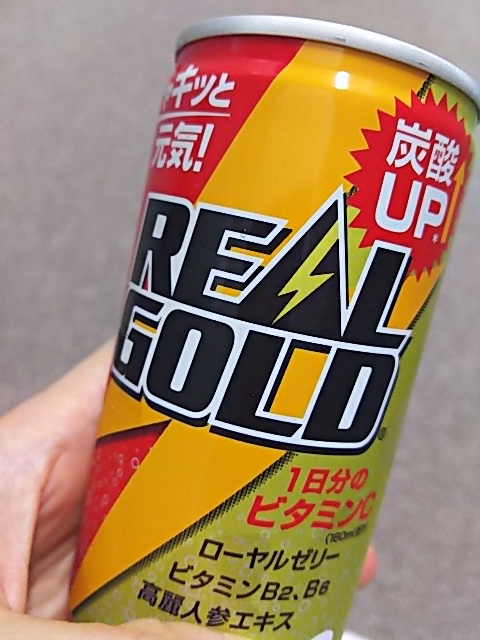 キッと
元気!
炭酸
UP*
REAL
GOLD®
1日分の
ビタミンC
ローヤルゼリー
ビタミンB2、B6
高麗人参エキス